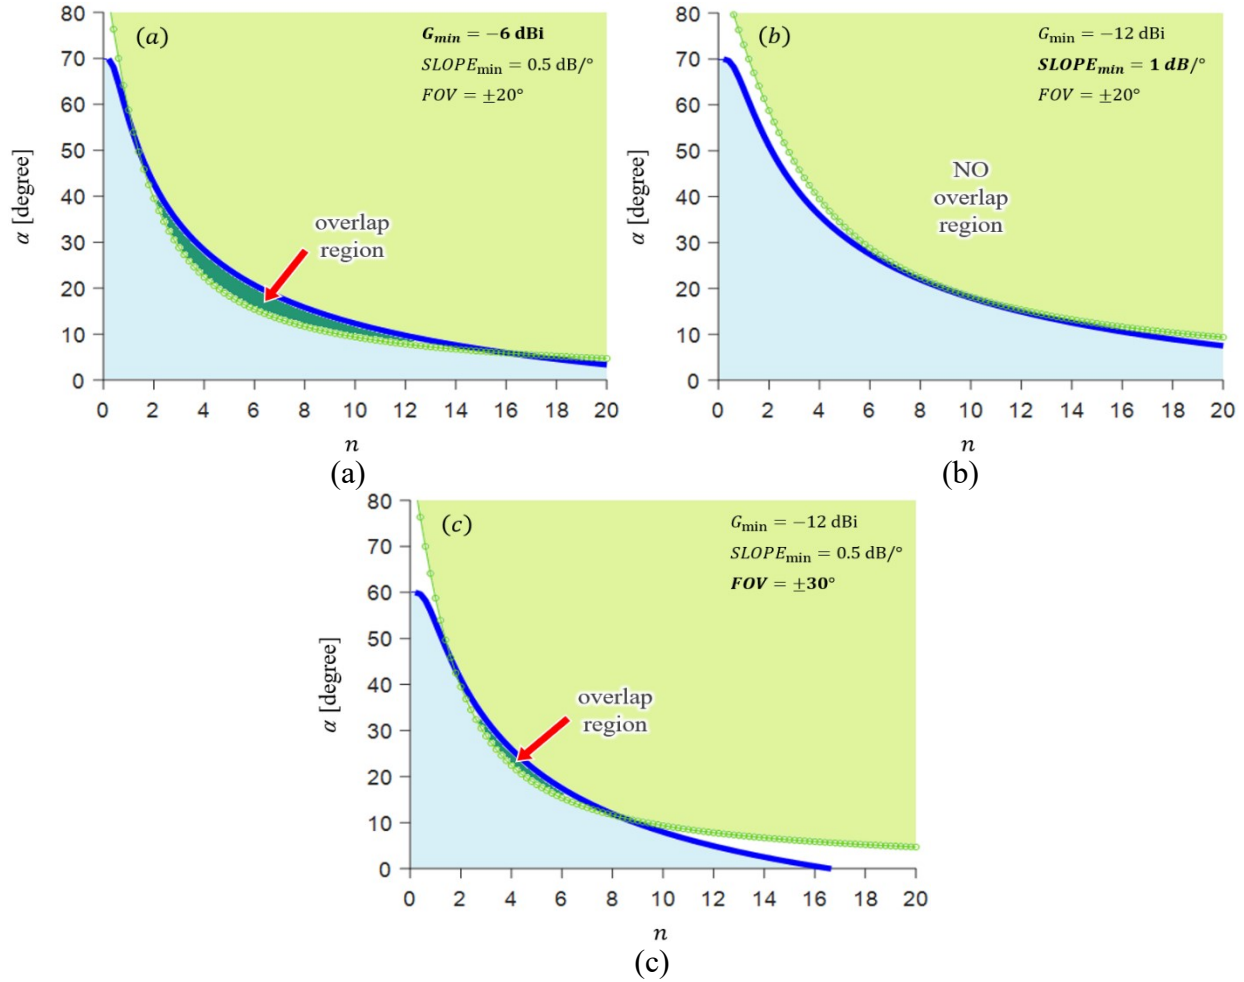 (a)
G_min = −6 dBi
SLOPE_min = 0.5 dB/°
FOV = ±20°
overlap
region
α [degree]
80
70
60
50
40
30
20
10
0
0 2 4 6 8 10 12 14 16 18 20
n
(a)
(b)
G_min = −12 dBi
SLOPE_min = 1 dB/°
FOV = ±20°
NO
overlap
region
α [degree]
80
70
60
50
40
30
20
10
0
0 2 4 6 8 10 12 14 16 18 20
n
(b)
(c)
G_min = −12 dBi
SLOPE_min = 0.5 dB/°
FOV = ±30°
overlap
region
α [degree]
80
70
60
50
40
30
20
10
0
0 2 4 6 8 10 12 14 16 18 20
n
(c)